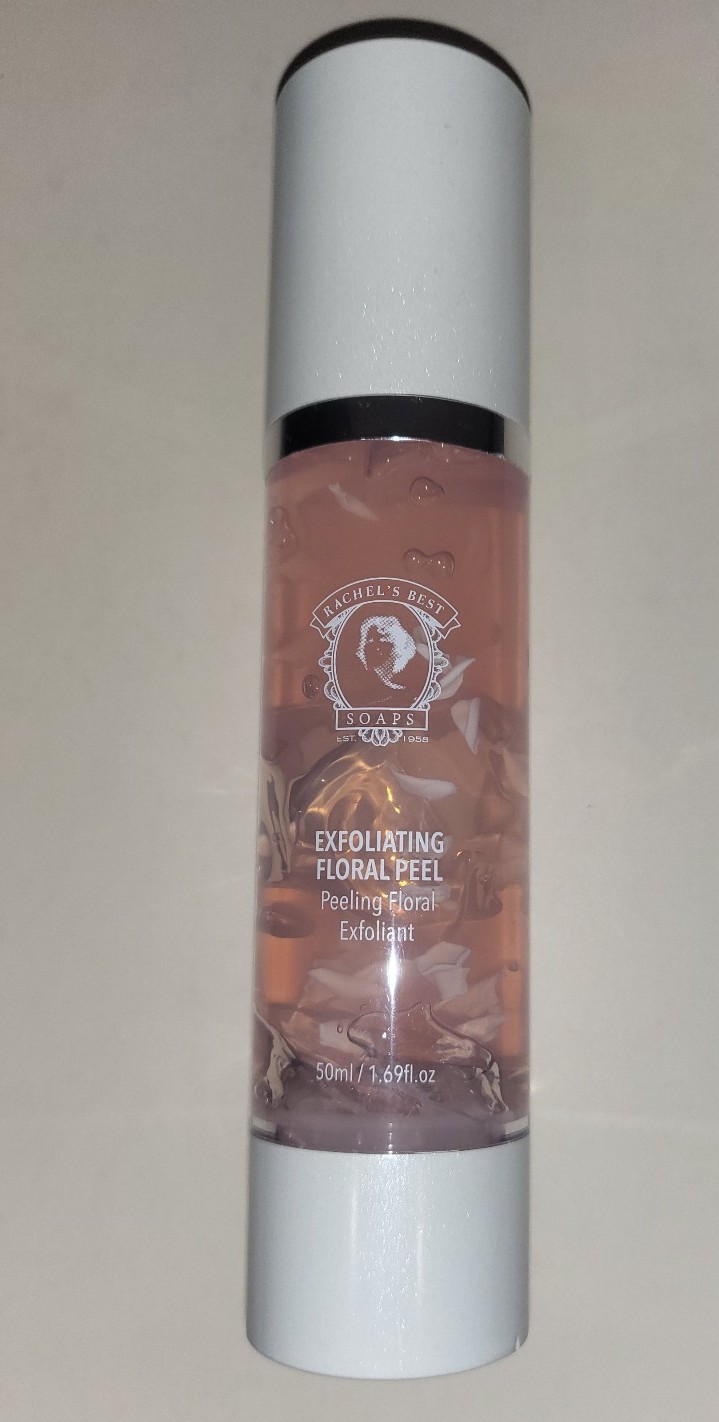 RACHEL'S BEST
SOAPS
EST. 1958
EXFOLIATING
FLORAL PEEL
Peeling Floral
Exfoliant
50ml / 1.69fl.oz